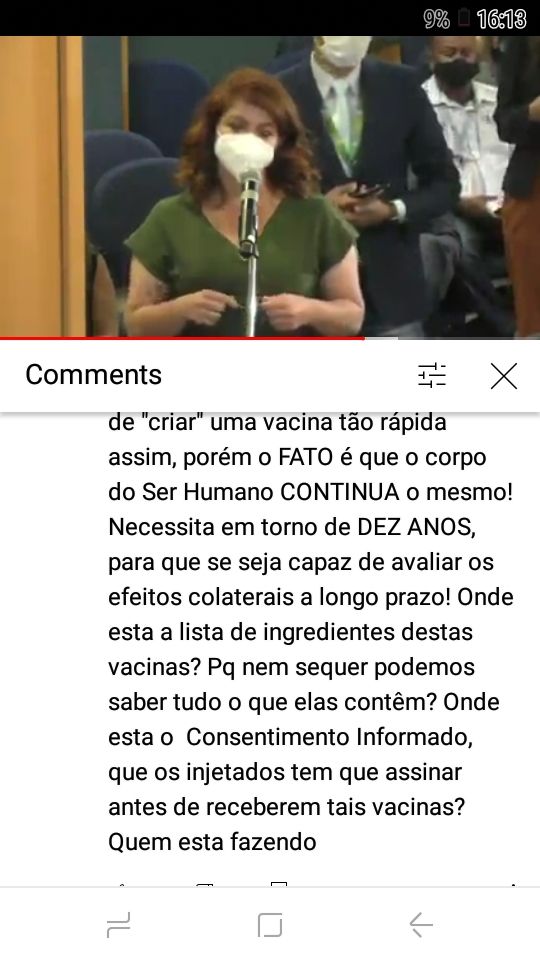 9% 16:13
Comments
de "criar" uma vacina tão rápida
assim, porém o FATO é que o corpo
do Ser Humano CONTINUA o mesmo!
Necessita em torno de DEZ ANOS,
para que se seja capaz de avaliar os
efeitos colaterais a longo prazo! Onde
esta a lista de ingredientes destas
vacinas? Pq nem sequer podemos
saber tudo o que elas contêm? Onde
esta o  Consentimento Informado,
que os injetados tem que assinar
antes de receberem tais vacinas?
Quem esta fazendo